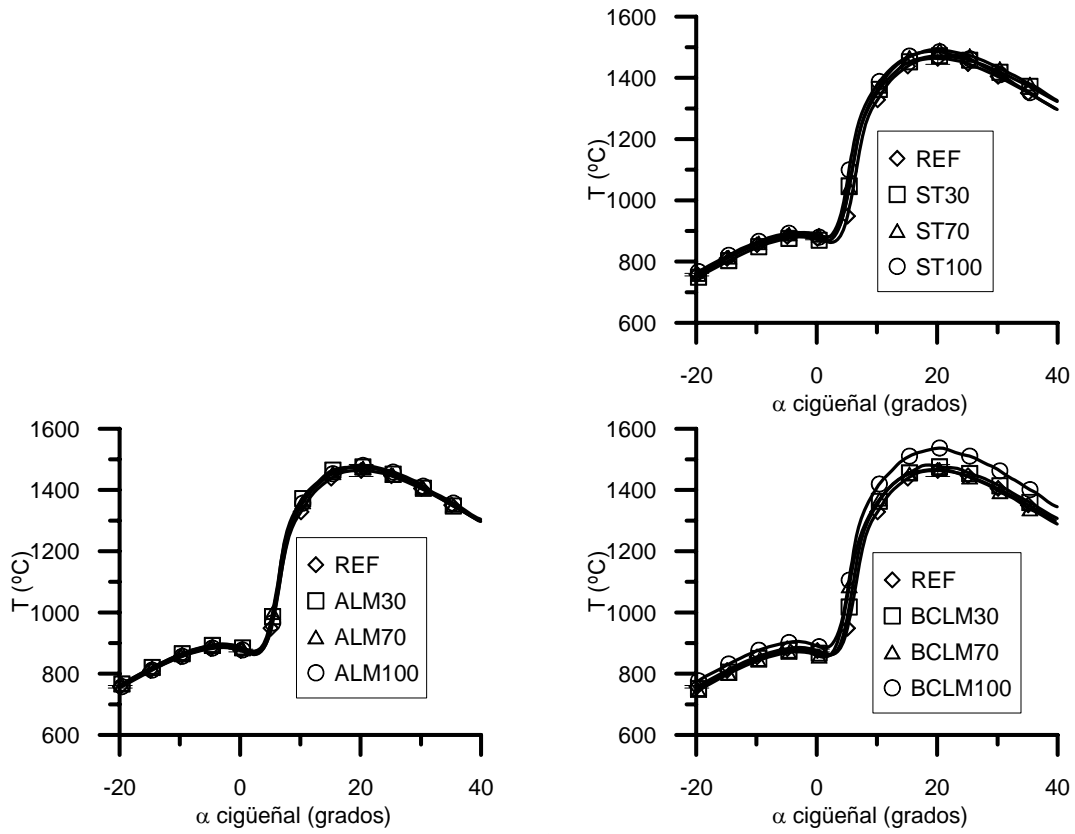 1600
1400
1200
1000
800
600
T (ºC)
REF
ST30
ST70
ST100
-20 0 20 40
α cigüeñal (grados)
1600
1400
1200
1000
800
600
T (ºC)
REF
ALM30
ALM70
ALM100
-20 0 20 40
α cigüeñal (grados)
1600
1400
1200
1000
800
600
T (ºC)
REF
BCLM30
BCLM70
BCLM100
-20 0 20 40
α cigüeñal (grados)